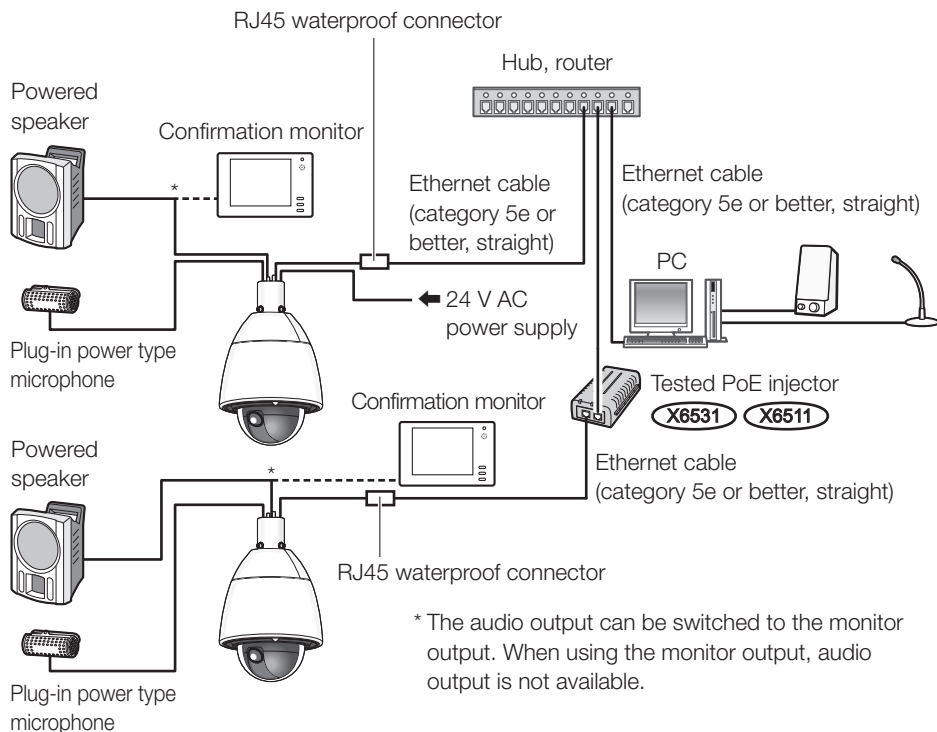 RJ45 waterproof connector
Hub, router
Powered
speaker
Confirmation monitor
Ethernet cable
(category 5e or
better, straight)
Ethernet cable
(category 5e or better, straight)
*
PC
24 V AC
power supply
Plug-in power type
microphone
Tested PoE injector
X6531 X6511
Confirmation monitor
Powered
speaker
*
Ethernet cable
(category 5e or better, straight)
RJ45 waterproof connector
* The audio output can be switched to the monitor
output. When using the monitor output, audio
output is not available.
Plug-in power type
microphone